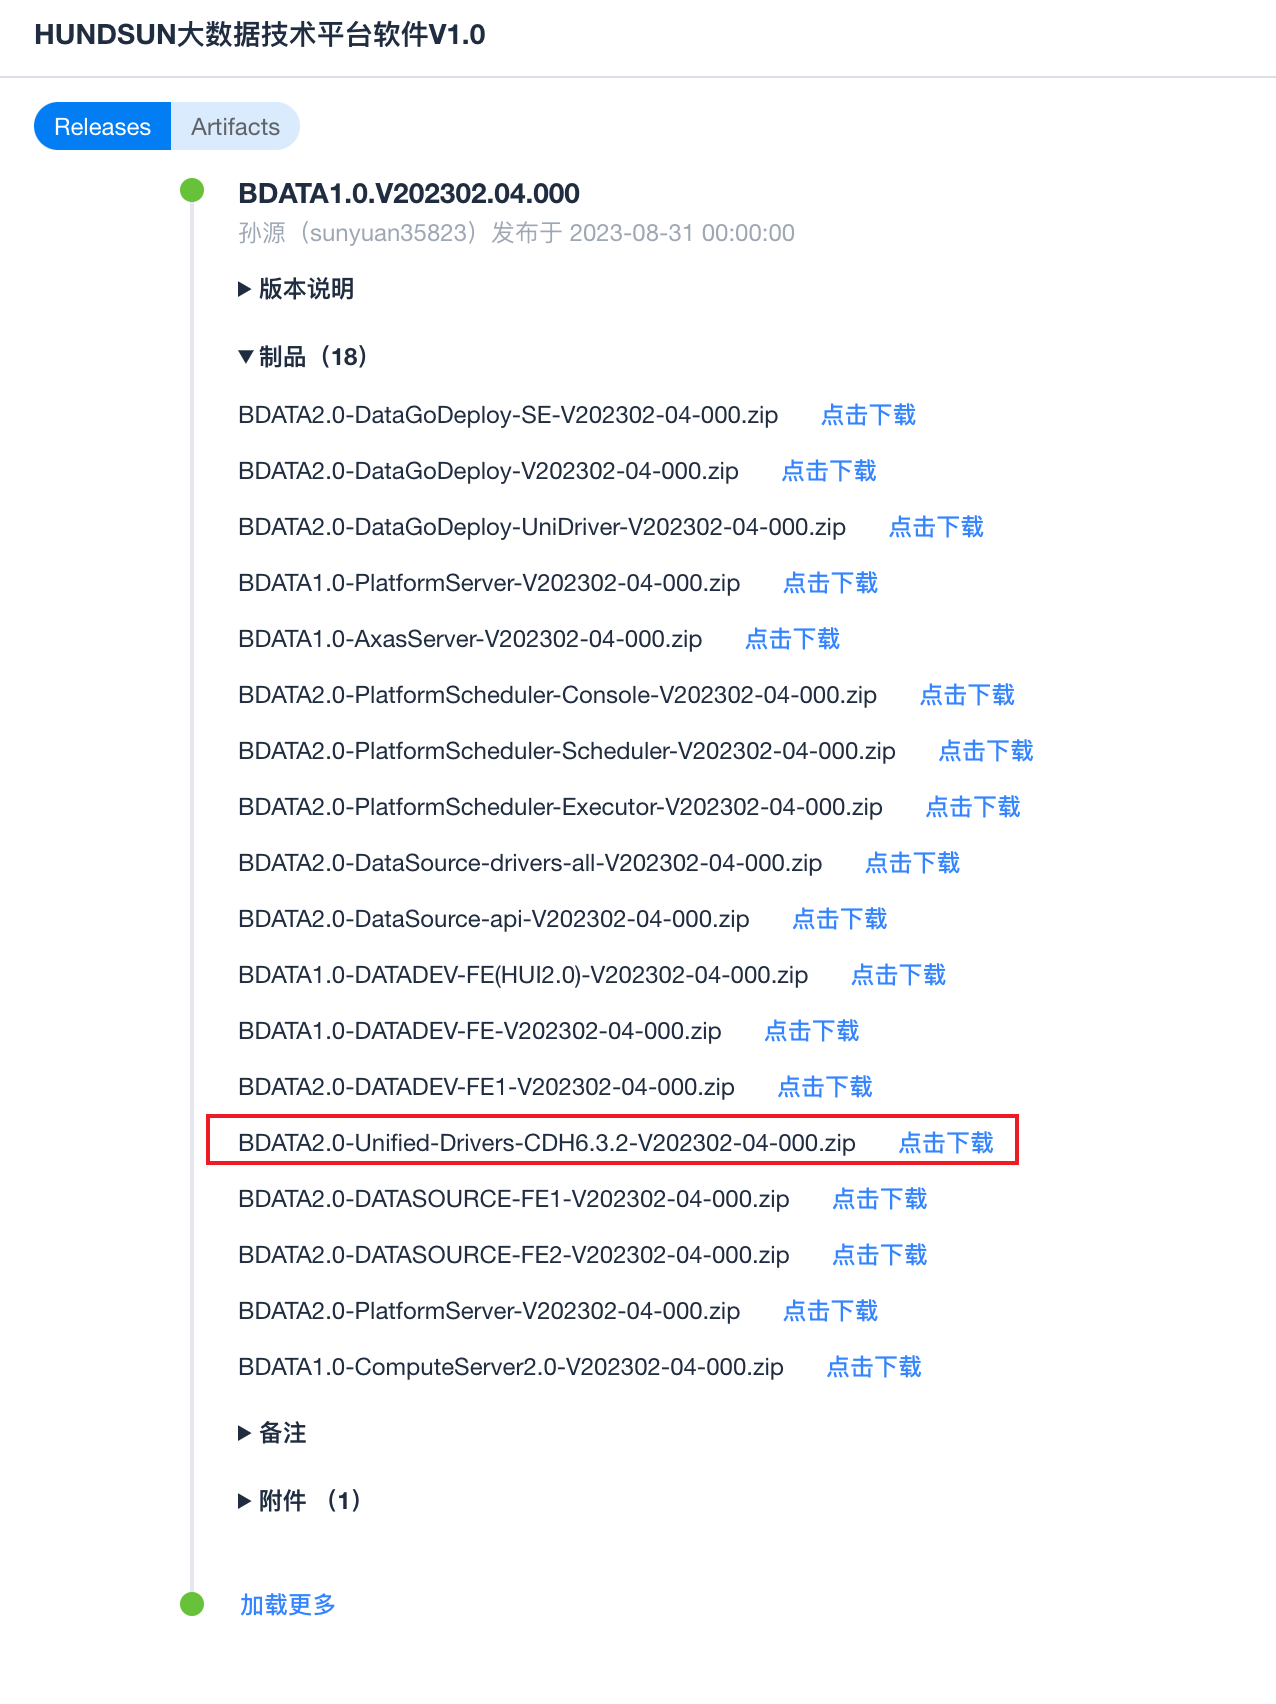 HUNDSUN大数据技术平台软件V1.0
Releases Artifacts
BDATA1.0.V202302.04.000
孙源（sunyuan35823）发布于 2023-08-31 00:00:00
▶ 版本说明
▼ 制品（18）
BDATA2.0-DataGoDeploy-SE-V202302-04-000.zip 点击下载
BDATA2.0-DataGoDeploy-V202302-04-000.zip 点击下载
BDATA2.0-DataGoDeploy-UniDriver-V202302-04-000.zip 点击下载
BDATA1.0-PlatformServer-V202302-04-000.zip 点击下载
BDATA1.0-AxasServer-V202302-04-000.zip 点击下载
BDATA2.0-PlatformScheduler-Console-V202302-04-000.zip 点击下载
BDATA2.0-PlatformScheduler-Scheduler-V202302-04-000.zip 点击下载
BDATA2.0-PlatformScheduler-Executor-V202302-04-000.zip 点击下载
BDATA2.0-DataSource-drivers-all-V202302-04-000.zip 点击下载
BDATA2.0-DataSource-api-V202302-04-000.zip 点击下载
BDATA1.0-DATADEV-FE(HUI2.0)-V202302-04-000.zip 点击下载
BDATA1.0-DATADEV-FE-V202302-04-000.zip 点击下载
BDATA2.0-DATADEV-FE1-V202302-04-000.zip 点击下载
BDATA2.0-Unified-Drivers-CDH6.3.2-V202302-04-000.zip 点击下载
BDATA2.0-DATASOURCE-FE1-V202302-04-000.zip 点击下载
BDATA2.0-DATASOURCE-FE2-V202302-04-000.zip 点击下载
BDATA2.0-PlatformServer-V202302-04-000.zip 点击下载
BDATA1.0-ComputeServer2.0-V202302-04-000.zip 点击下载
▶ 备注
▶ 附件 （1）
加载更多